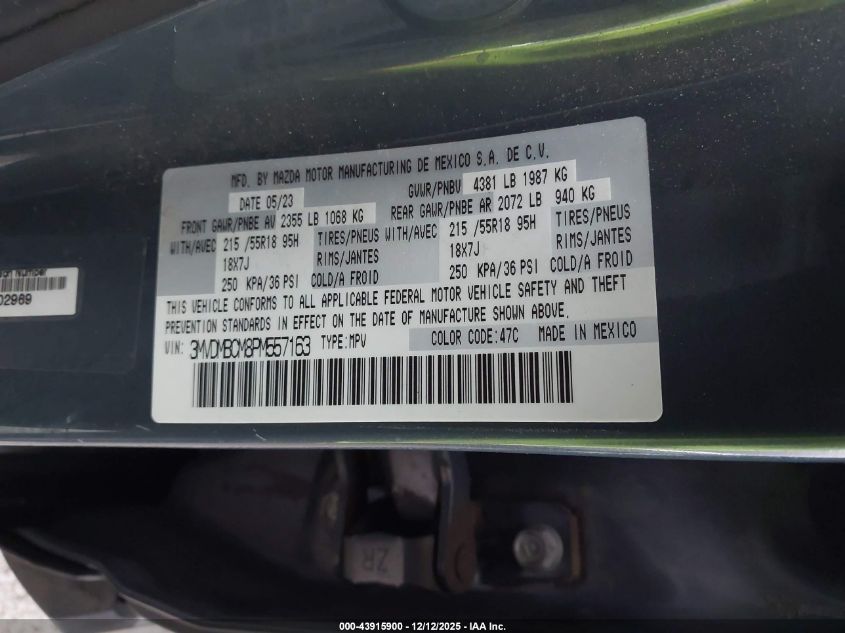 MFD. BY MAZDA MOTOR MANUFACTURING DE MEXICO S.A. DE C.V.
DATE 05/23 GVWR/PNBV 4381 LB 1987 KG
FRONT GAWR/PNBE AV 2355 LB 1068 KG REAR GAWR/PNBE AR 2072 LB 940 KG
WITH/AVEC 215 /55R18 95H TIRES/PNEUS WITH/AVEC 215 /55R18 95H TIRES/PNEUS
18X7J RIMS/JANTES 18X7J RIMS/JANTES
250 KPA/36 PSI COLD/A FROID 250 KPA/36 PSI COLD/A FROID
THIS VEHICLE CONFORMS TO ALL APPLICABLE FEDERAL MOTOR VEHICLE SAFETY AND THEFT
PREVENTION STANDARDS IN EFFECT ON THE DATE OF MANUFACTURE SHOWN ABOVE.
VIN: 3MVDMBCM8PM557163 TYPE:MPV COLOR CODE:47C MADE IN MEXICO
Number
02969
ZR
000-43915900 - 12/12/2025 - IAA Inc.